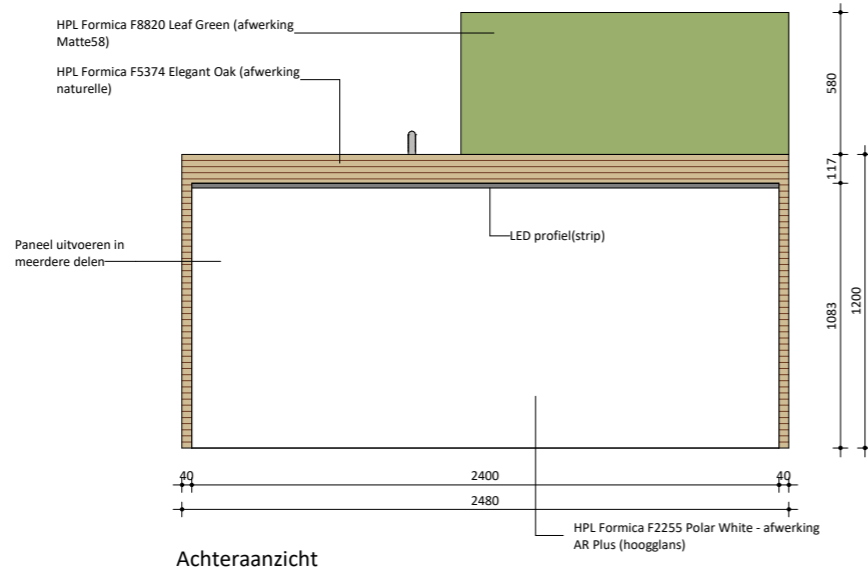 HPL Formica F8820 Leaf Green (afwerking
Matte58)
HPL Formica F5374 Elegant Oak (afwerking
naturelle)
580
117
LED profiel(strip)
Paneel uitvoeren in
meerdere delen
1083
1200
40
2400
40
2480
HPL Formica F2255 Polar White - afwerking
AR Plus (hoogglans)
Achteraanzicht